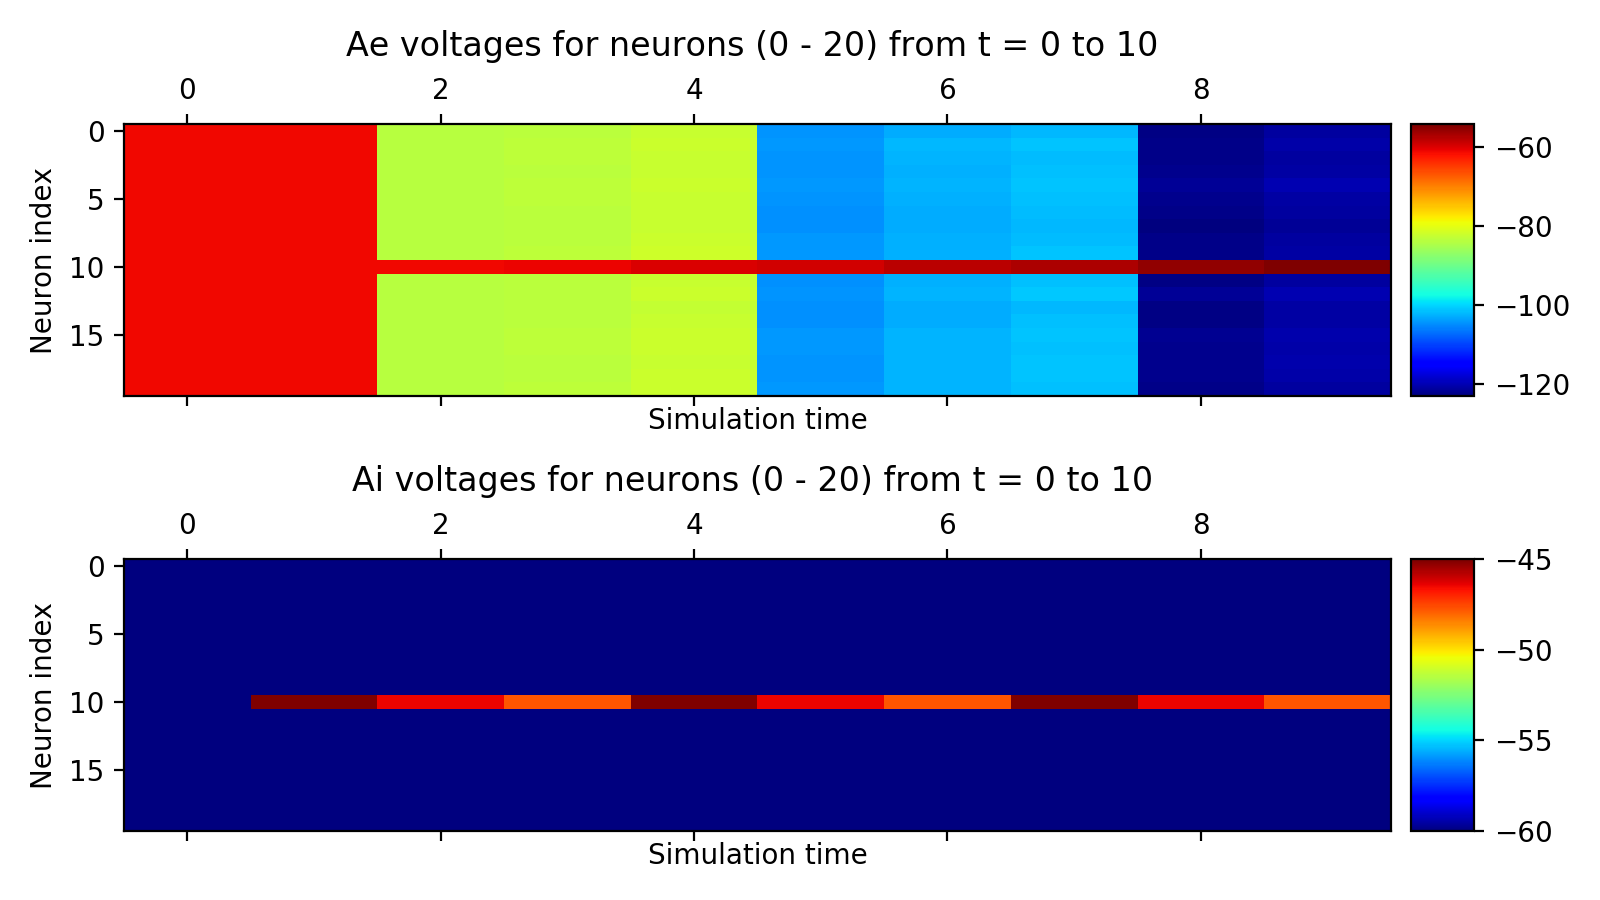 Ae voltages for neurons (0 - 20) from t = 0 to 10
0 2 4 6 8
Neuron index
0
5
10
15
Simulation time
−60
−80
−100
−120
Ai voltages for neurons (0 - 20) from t = 0 to 10
0 2 4 6 8
Neuron index
0
5
10
15
Simulation time
−45
−50
−55
−60